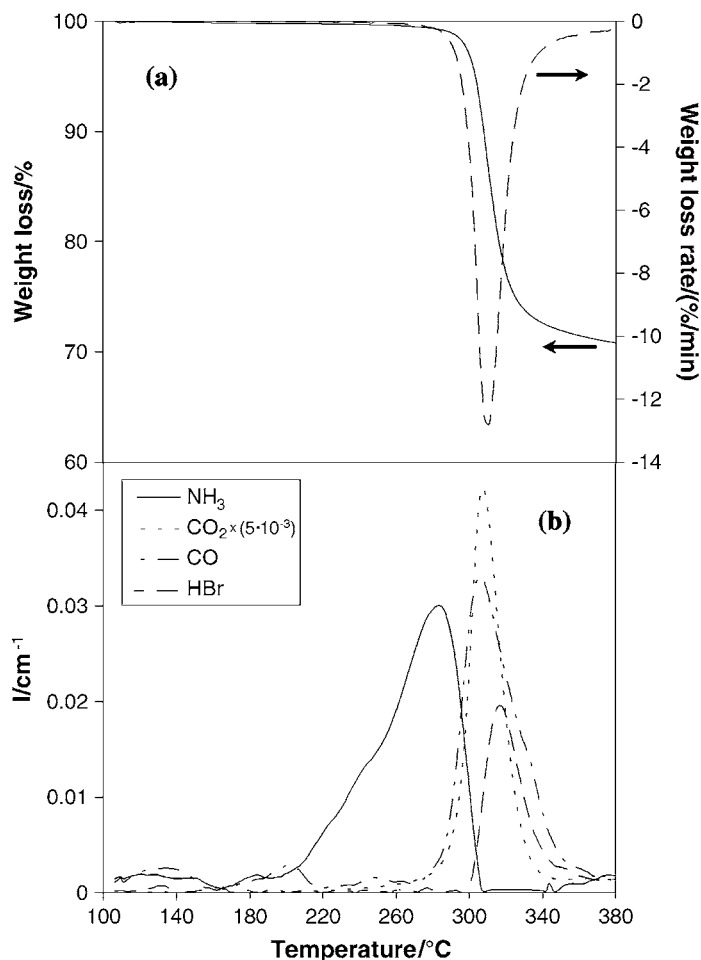 100
90
80
70
60
Weight loss/%
(a)
0
-2
-4
-6
-8
-10
-12
-14
Weight loss rate/(%/min)
NH₃
CO₂ × (5·10⁻³)
CO
HBr
(b)
0.04
0.03
0.02
0.01
0
I/cm⁻¹
100 140 180 220 260 300 340 380
Temperature/°C